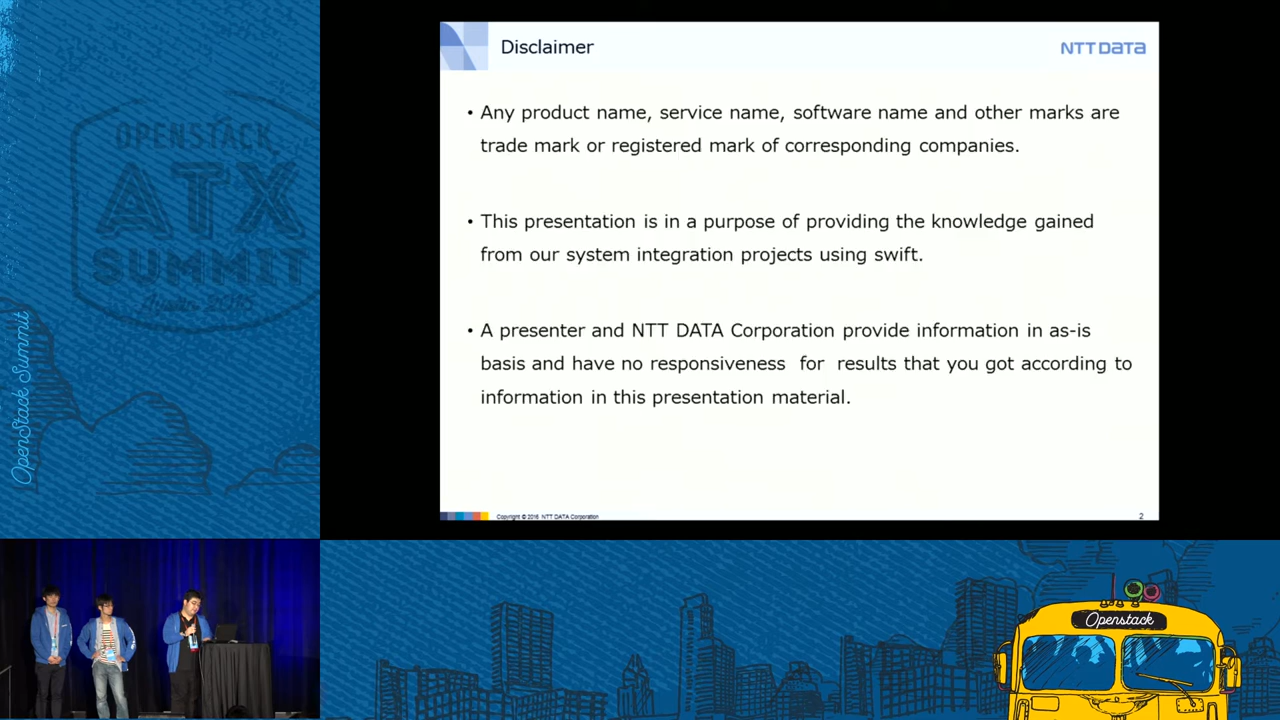 Disclaimer
NTT DATA
• Any product name, service name, software name and other marks are
trade mark or registered mark of corresponding companies.
• This presentation is in a purpose of providing the knowledge gained
from our system integration projects using swift.
• A presenter and NTT DATA Corporation provide information in as-is
basis and have no responsiveness for results that you got according to
information in this presentation material.
Copyright © 2016 NTT DATA Corporation
2
OPENSTACK
ATX
SUMMIT
Austin 2016
OpenStack Summit
Openstack